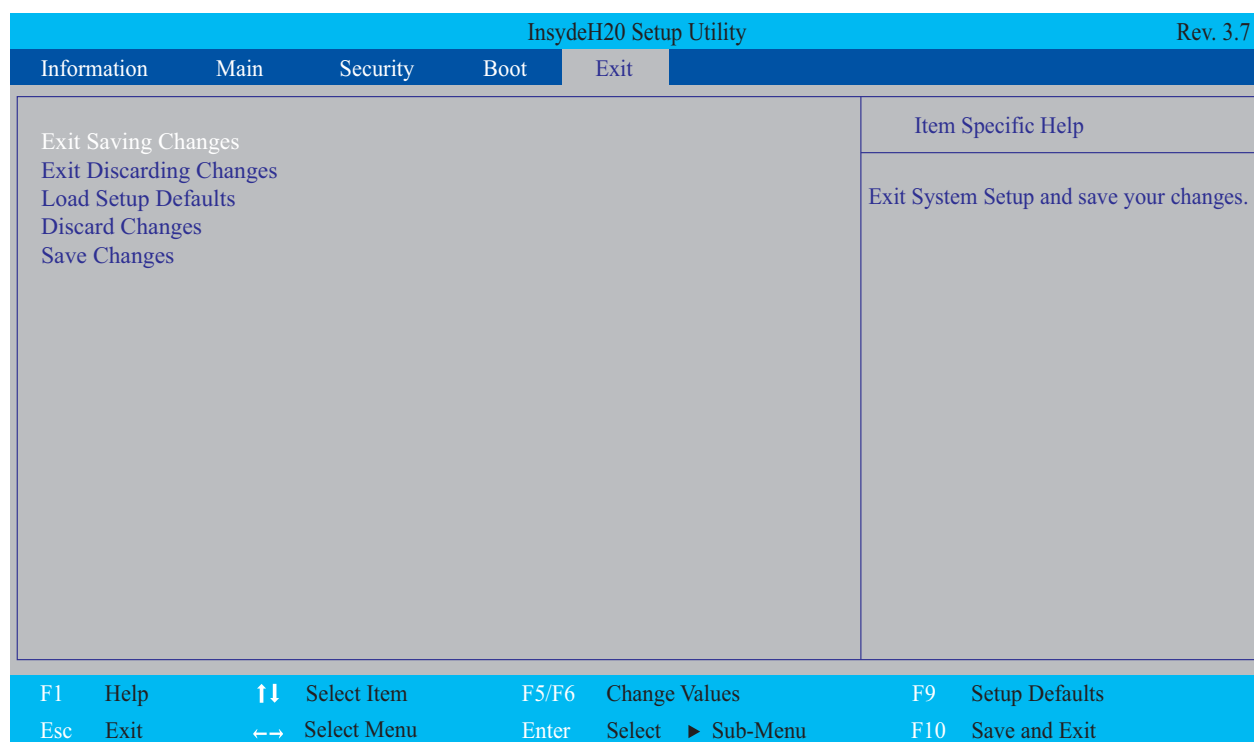 InsydeH20 Setup Utility Rev. 3.7
Information Main Security Boot Exit
Exit Saving Changes
Exit Discarding Changes
Load Setup Defaults
Discard Changes
Save Changes
Item Specific Help
Exit System Setup and save your changes.
F1 Help ↑↓ Select Item F5/F6 Change Values F9 Setup Defaults
Esc Exit ←→ Select Menu Enter Select ▶ Sub-Menu F10 Save and Exit